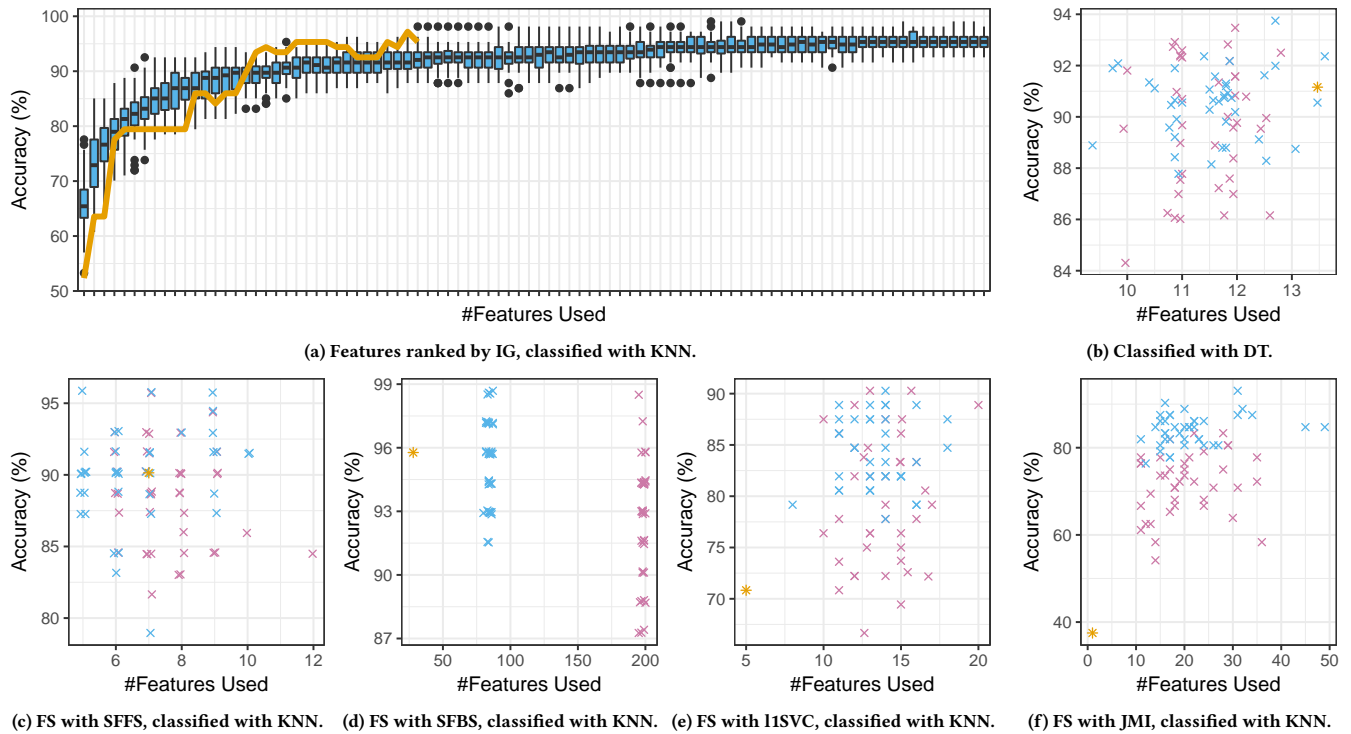 100
90
80
70
60
50
Accuracy (%)
#Features Used
(a) Features ranked by IG, classified with KNN.
94
92
90
88
86
84
Accuracy (%)
10 11 12 13
#Features Used
(b) Classified with DT.
95
90
85
80
Accuracy (%)
6 8 10 12
#Features Used
(c) FS with SFFS, classified with KNN.
99
96
93
90
87
Accuracy (%)
50 100 150 200
#Features Used
(d) FS with SFBS, classified with KNN.
90
85
80
75
70
Accuracy (%)
5 10 15 20
#Features Used
(e) FS with l1SVC, classified with KNN.
80
60
40
Accuracy (%)
0 10 20 30 40 50
#Features Used
(f) FS with JMI, classified with KNN.